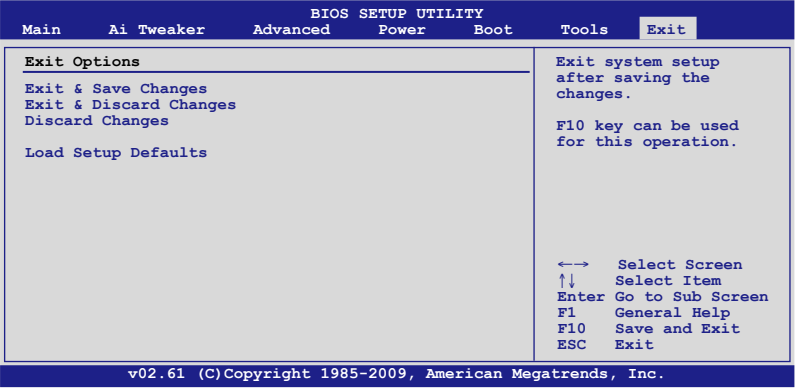 BIOS SETUP UTILITY
Main Ai Tweaker Advanced Power Boot Tools Exit
Exit Options
Exit & Save Changes
Exit & Discard Changes
Discard Changes
Load Setup Defaults
Exit system setup
after saving the
changes.
F10 key can be used
for this operation.
←→ Select Screen
↑↓ Select Item
Enter Go to Sub Screen
F1 General Help
F10 Save and Exit
ESC Exit
v02.61 (C)Copyright 1985-2009, American Megatrends, Inc.